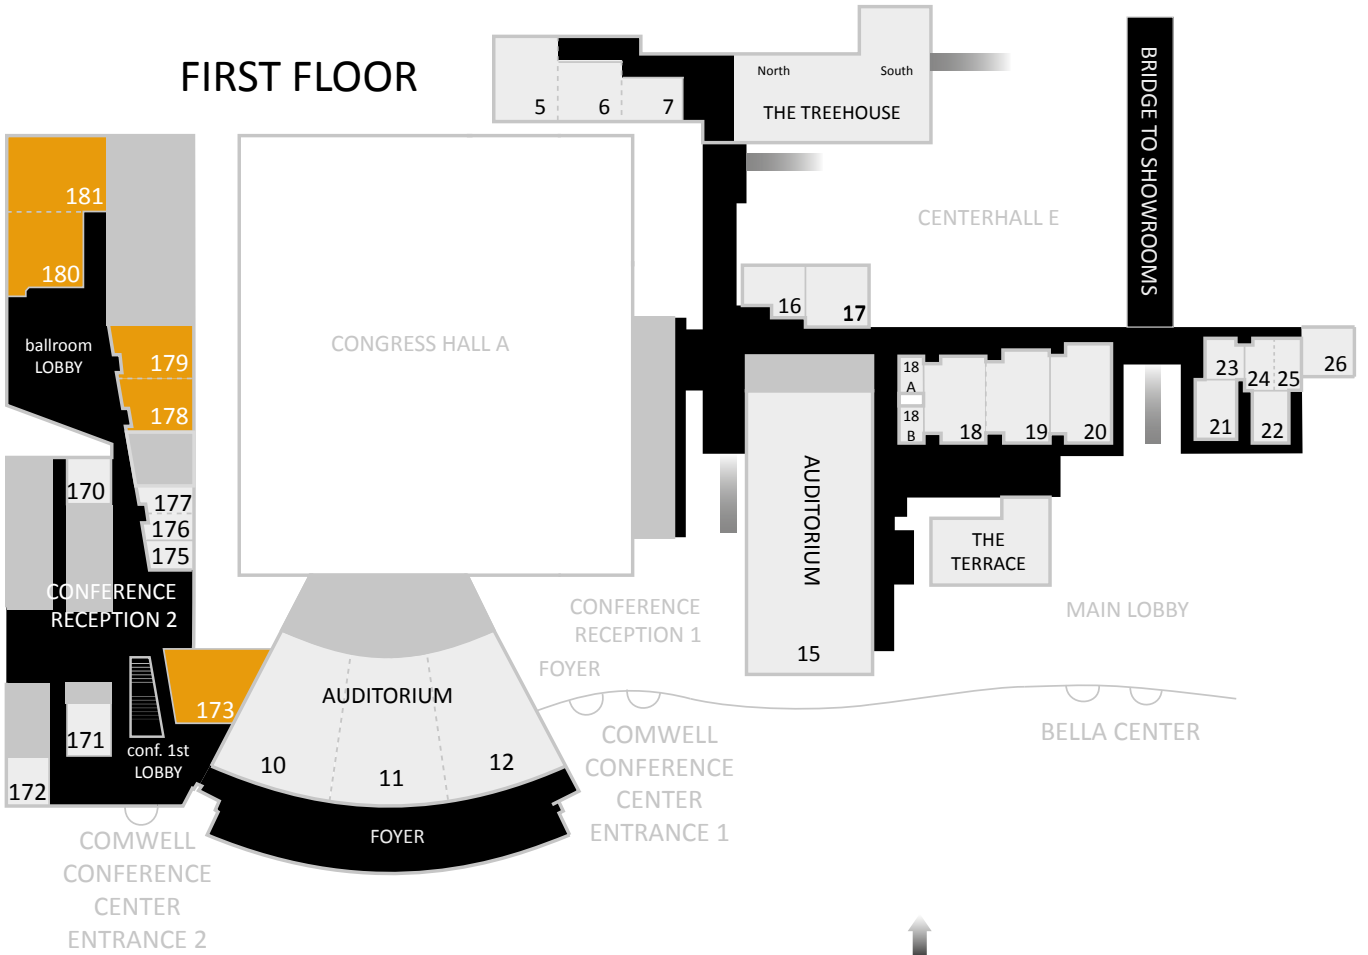 FIRST FLOOR
North
South
THE TREEHOUSE
5
6
7
BRIDGE TO SHOWROOMS
181
180
CENTERHALL E
16
17
ballroom
LOBBY
179
178
CONGRESS HALL A
18
A
18
B
18
19
20
23
24
25
26
21
22
170
177
176
175
AUDITORIUM
15
THE
TERRACE
CONFERENCE
RECEPTION 2
CONFERENCE
RECEPTION 1
FOYER
MAIN LOBBY
173
171
172
conf. 1st
LOBBY
AUDITORIUM
10
11
12
FOYER
COMWELL
CONFERENCE
CENTER
ENTRANCE 1
BELLA CENTER
COMWELL
CONFERENCE
CENTER
ENTRANCE 2